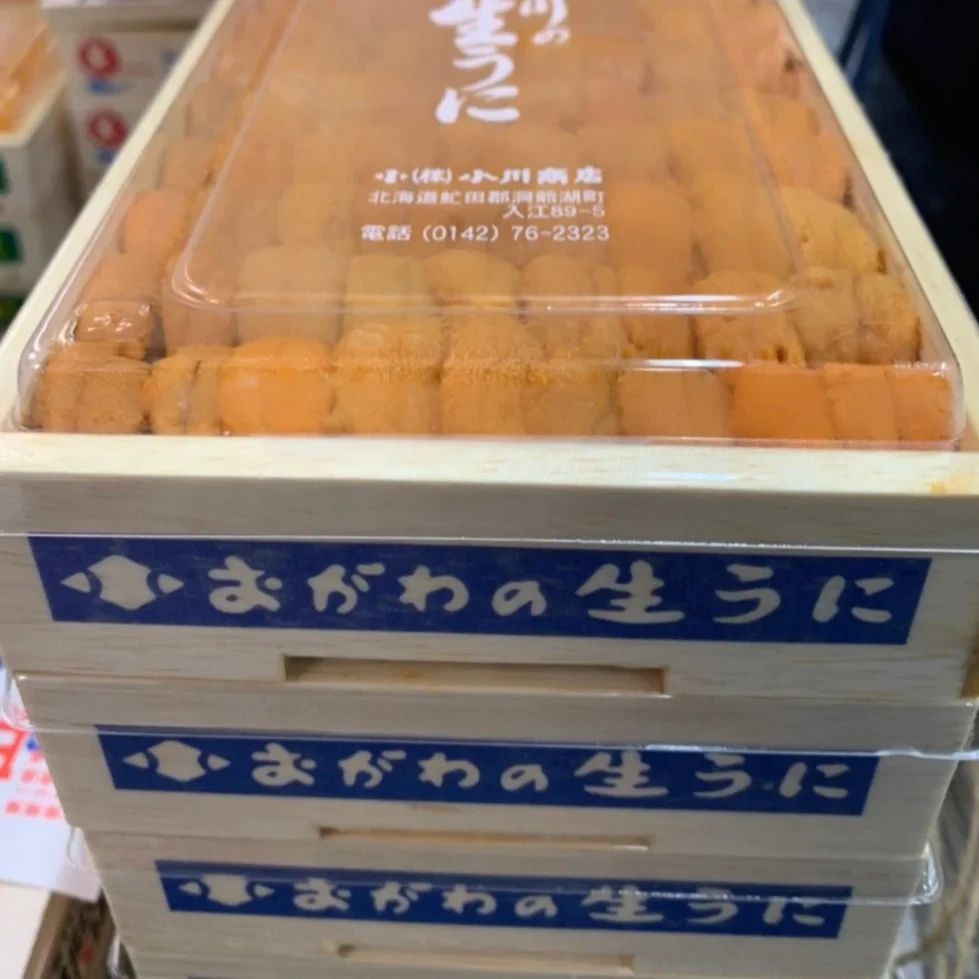 川の
生うに
小(株)小川商店
北海道虻田郡洞爺湖町
入江89-5
電話 (0142) 76-2323
おがわの生うに
おがわの生うに
おがわの生うに